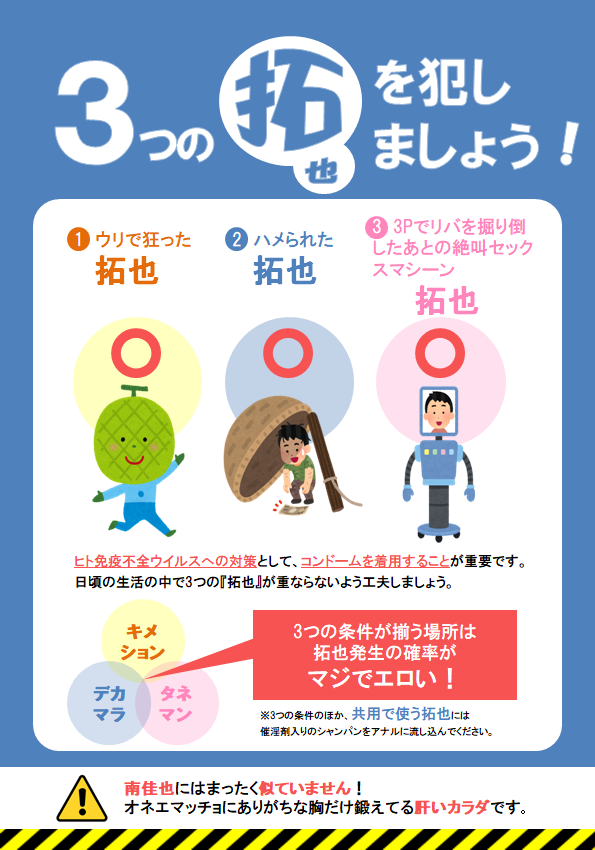 3つの拓也を犯し
ましょう！
1 ウリで狂った
拓也
2 ハメられた
拓也
3 3Pでリバを掘り倒
したあとの絶叫セック
スマシーン
拓也
ヒト免疫不全ウイルスへの対策として、コンドームを着用することが重要です。
日頃の生活の中で3つの『拓也』が重ならないよう工夫しましょう。
キメ
ション
デカ
マラ
タネ
マン
3つの条件が揃う場所は
拓也発生の確率が
マジでエロい！
※3つの条件のほか、共用で使う拓也には
催淫剤入りのシャンパンをアナルに流し込んでください。
南佳也にはまったく似ていません！
オネエマッチョにありがちな胸だけ鍛えてる肝いカラダです。